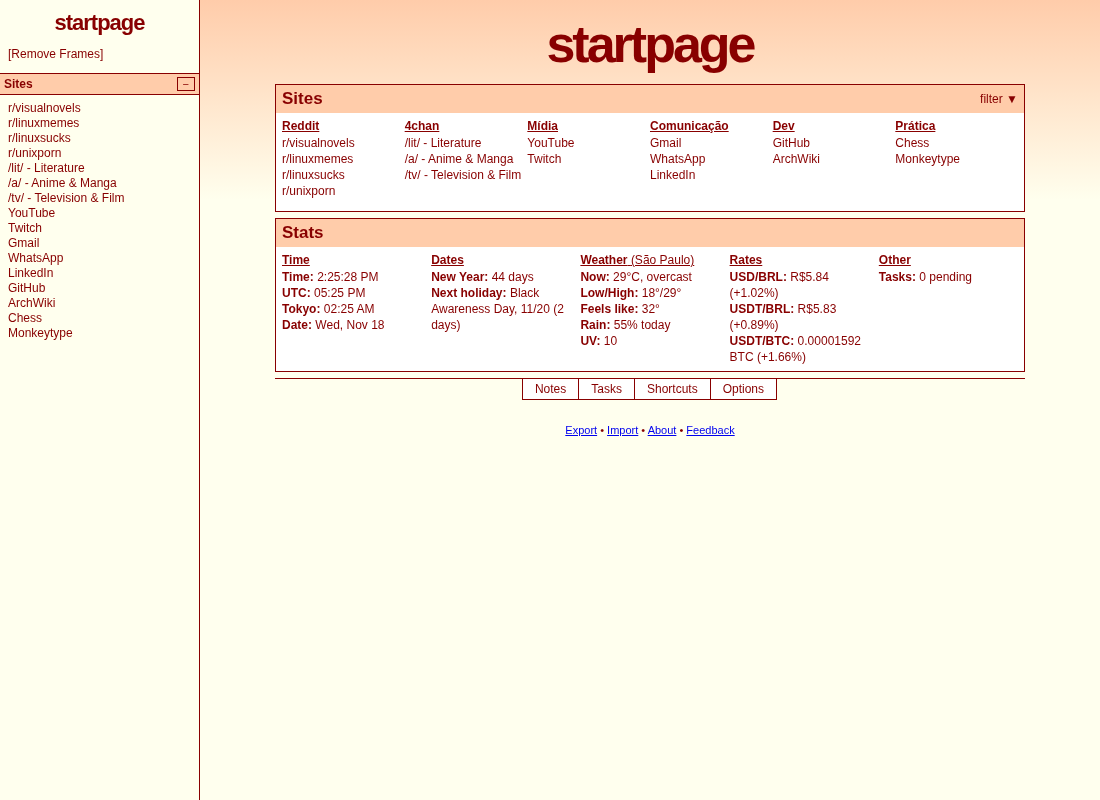 startpage
[Remove Frames]
Sites
−
r/visualnovels
r/linuxmemes
r/linuxsucks
r/unixporn
/lit/ - Literature
/a/ - Anime & Manga
/tv/ - Television & Film
YouTube
Twitch
Gmail
WhatsApp
LinkedIn
GitHub
ArchWiki
Chess
Monkeytype
startpage
Sites
filter ▼
Reddit
r/visualnovels
r/linuxmemes
r/linuxsucks
r/unixporn
4chan
/lit/ - Literature
/a/ - Anime & Manga
/tv/ - Television & Film
Mídia
YouTube
Twitch
Comunicação
Gmail
WhatsApp
LinkedIn
Dev
GitHub
ArchWiki
Prática
Chess
Monkeytype
Stats
Time
Time: 2:25:28 PM
UTC: 05:25 PM
Tokyo: 02:25 AM
Date: Wed, Nov 18
Dates
New Year: 44 days
Next holiday: Black
Awareness Day, 11/20 (2
days)
Weather (São Paulo)
Now: 29°C, overcast
Low/High: 18°/29°
Feels like: 32°
Rain: 55% today
UV: 10
Rates
USD/BRL: R$5.84
(+1.02%)
USDT/BRL: R$5.83
(+0.89%)
USDT/BTC: 0.00001592
BTC (+1.66%)
Other
Tasks: 0 pending
Notes
Tasks
Shortcuts
Options
Export • Import • About • Feedback